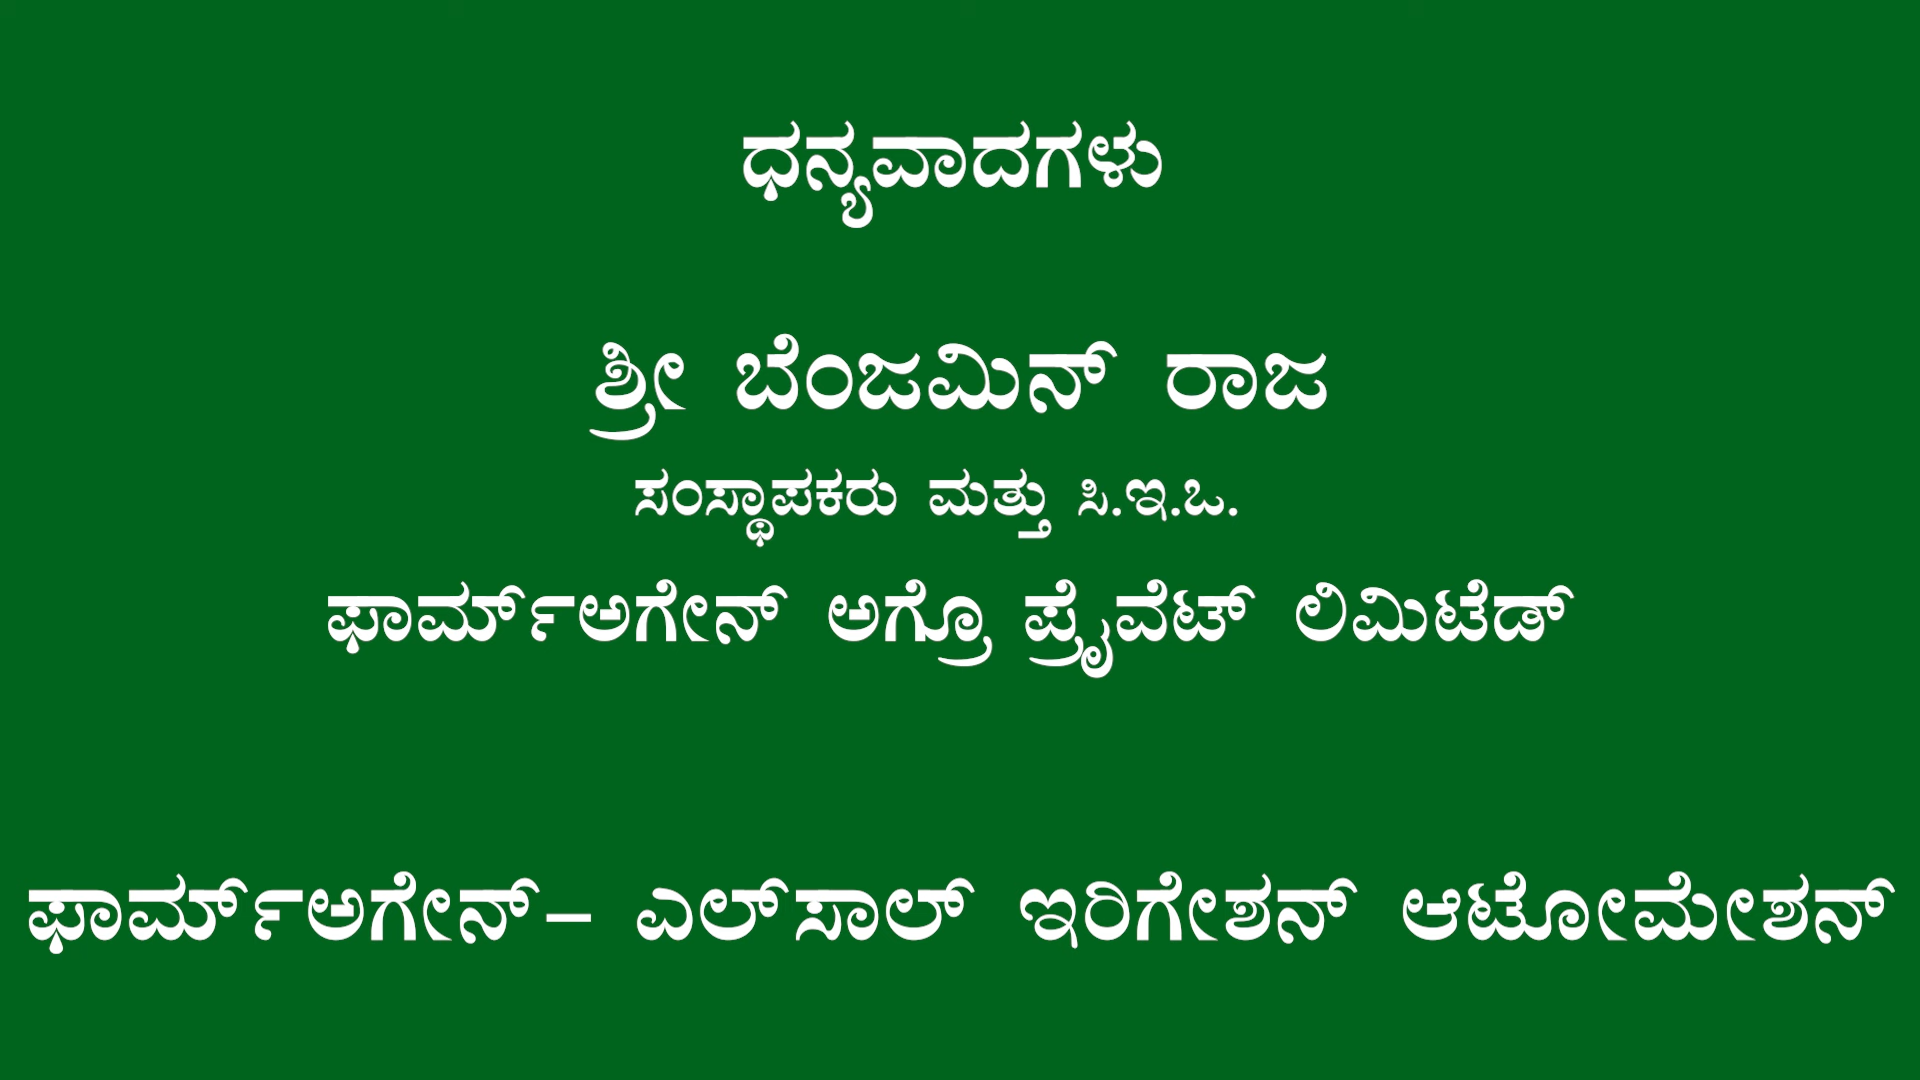 ಧನ್ಯವಾದಗಳು
ಶ್ರೀ ಬೆಂಜಮಿನ್ ರಾಜ
ಸಂಸ್ಥಾಪಕರು ಮತ್ತು ಸಿ.ಇ.ಒ.
ಫಾರ್ಮ್ಅಗೇನ್ ಅಗ್ರೊ ಪ್ರೈವೆಟ್ ಲಿಮಿಟೆಡ್
ಫಾರ್ಮ್ಅಗೇನ್– ಎಲ್‌ಸಾಲ್ ಇರಿಗೇಶನ್ ಆಟೋಮೇಶನ್